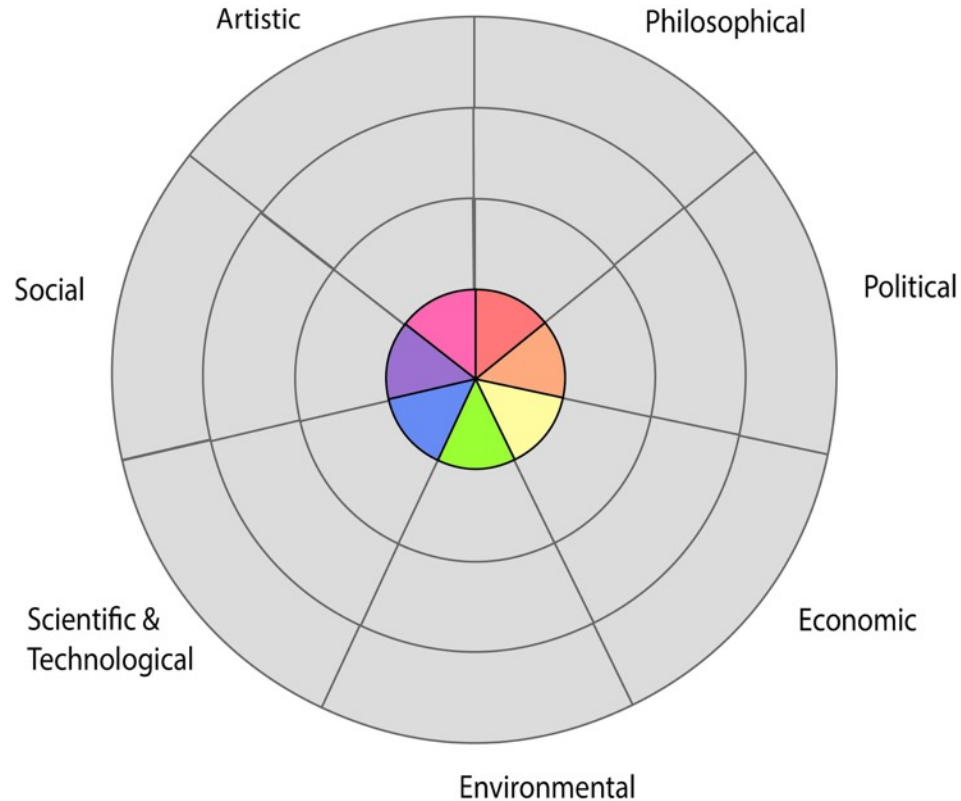 Artistic
Philosophical
Social
Political
Scientific &
Technological
Economic
Environmental